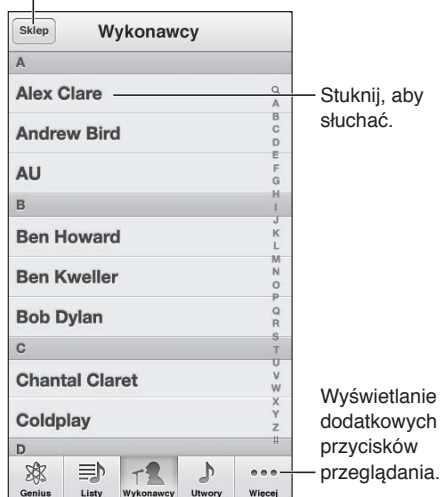 Sklep
Wykonawcy
A
Alex Clare
Andrew Bird
AU
B
Ben Howard
Ben Kweller
Bob Dylan
C
Chantal Claret
Coldplay
D
A
B
C
D
E
F
G
H
I
J
K
L
M
N
O
P
Q
R
S
T
U
V
W
X
Y
Z
#
Genius
Listy
Wykonawcy
Utwory
Więcej
Stuknij, aby
słuchać.
Wyświetlanie
dodatkowych
przycisków
przeglądania.